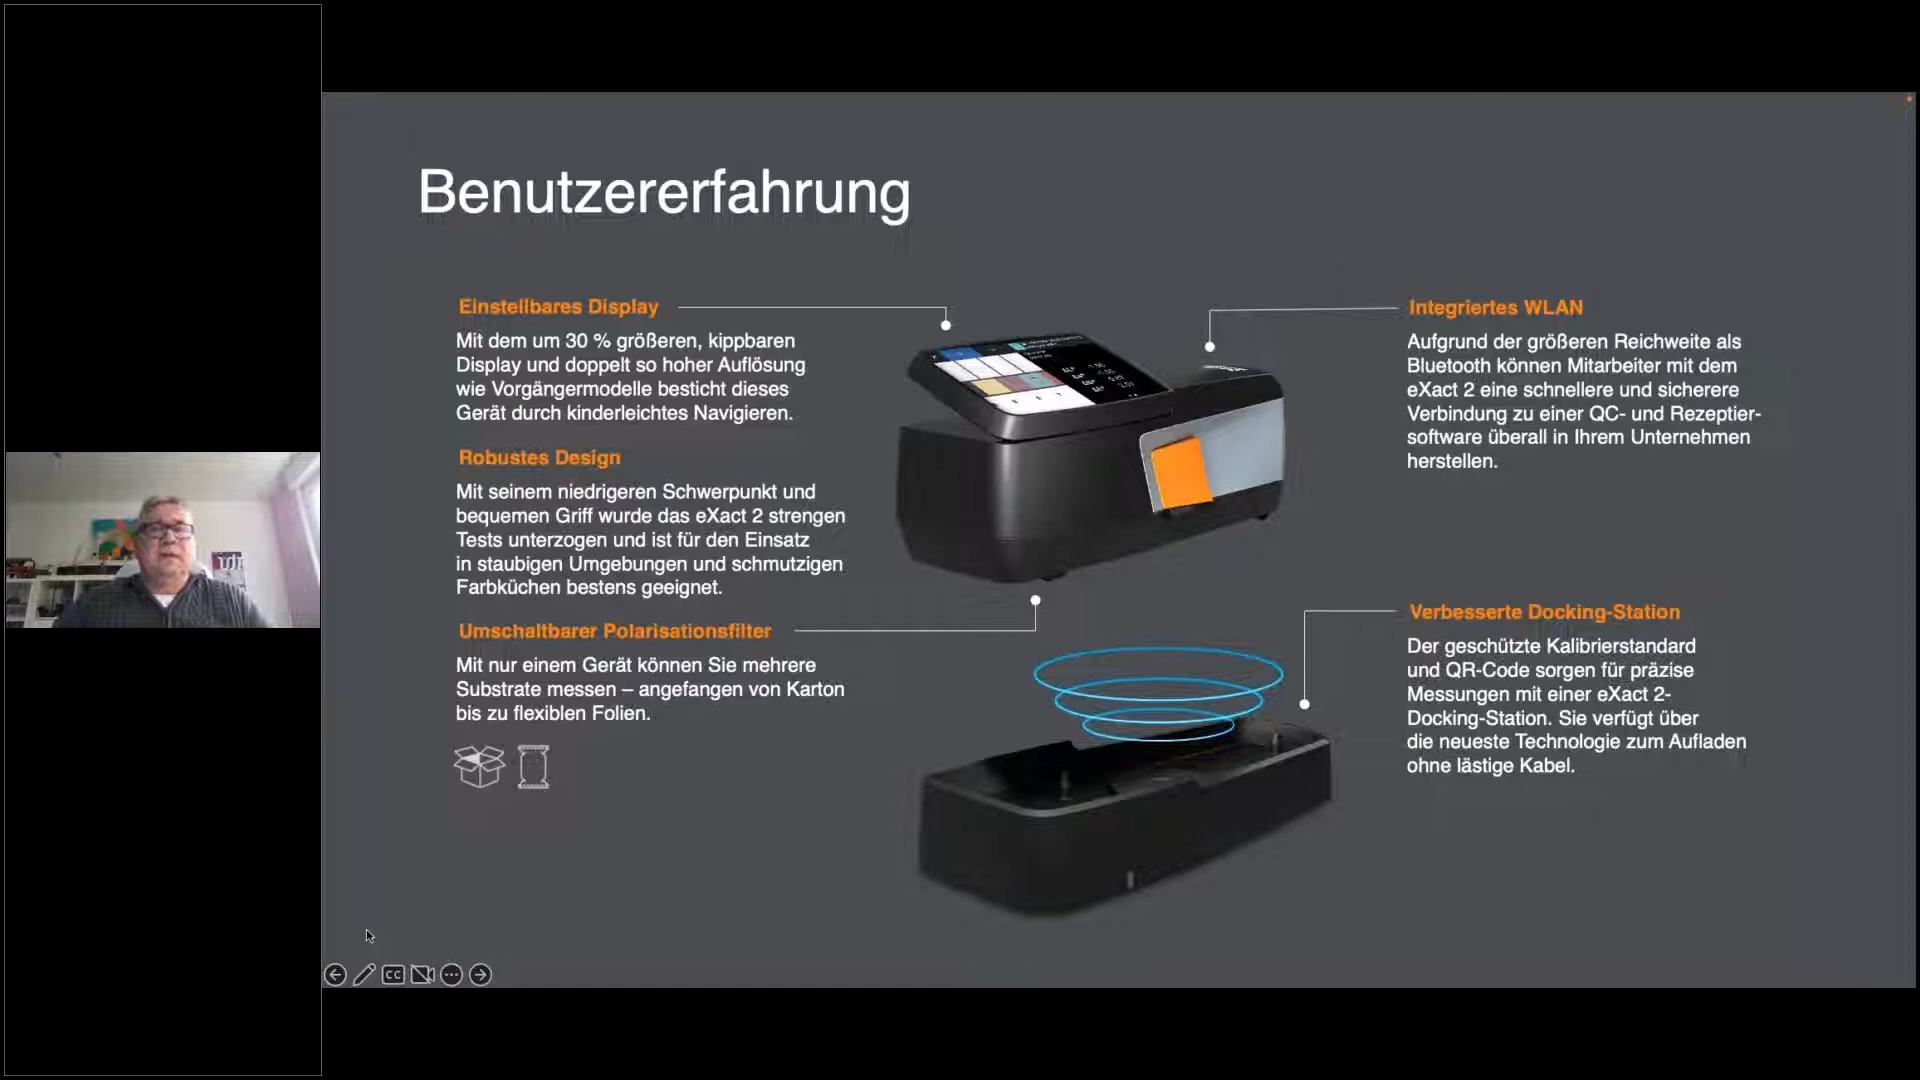 Benutzererfahrung
Einstellbares Display
Mit dem um 30 % größeren, kippbaren
Display und doppelt so hoher Auflösung
wie Vorgängermodelle besticht dieses
Gerät durch kinderleichtes Navigieren.
Robustes Design
Mit seinem niedrigeren Schwerpunkt und
bequemen Griff wurde das eXact 2 strengen
Tests unterzogen und ist für den Einsatz
in staubigen Umgebungen und schmutzigen
Farbküchen bestens geeignet.
Umschaltbarer Polarisationsfilter
Mit nur einem Gerät können Sie mehrere
Substrate messen – angefangen von Karton
bis zu flexiblen Folien.
Integriertes WLAN
Aufgrund der größeren Reichweite als
Bluetooth können Mitarbeiter mit dem
eXact 2 eine schnellere und sicherere
Verbindung zu einer QC- und Rezeptier-
software überall in Ihrem Unternehmen
herstellen.
Verbesserte Docking-Station
Der geschützte Kalibrierstandard
und QR-Code sorgen für präzise
Messungen mit einer eXact 2-
Docking-Station. Sie verfügt über
die neueste Technologie zum Aufladen
ohne lästige Kabel.
CC